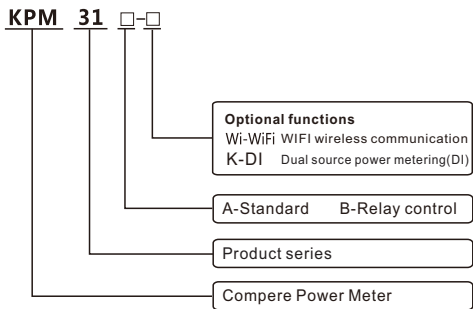 KPM 31 □-□
Optional functions
Wi-WiFi WIFI wireless communication
K-DI Dual source power metering(DI)
A-Standard B-Relay control
Product series
Compere Power Meter